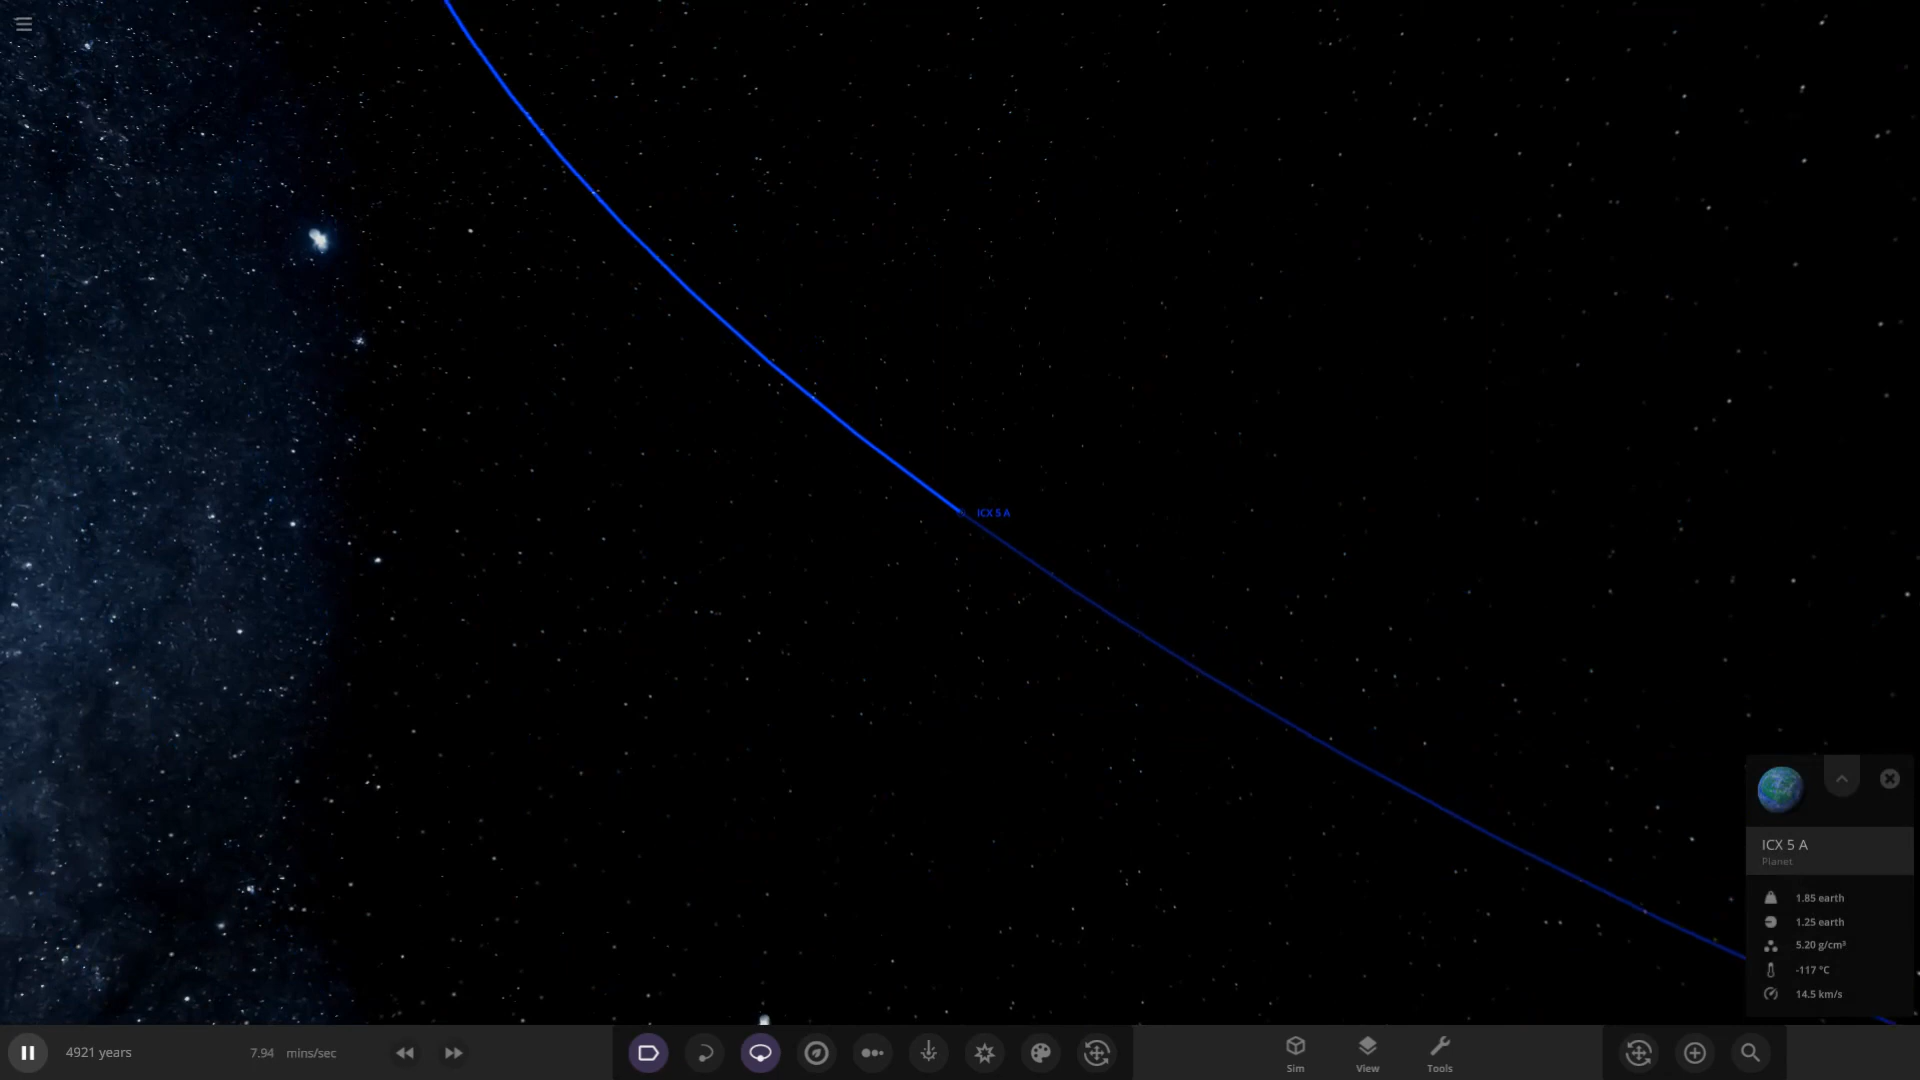 ICX 5 A
ICX 5 A
Planet
1.85 earth
1.25 earth
5.20 g/cm³
-117 °C
14.5 km/s
4921 years
7.94 mins/sec
Sim
View
Tools